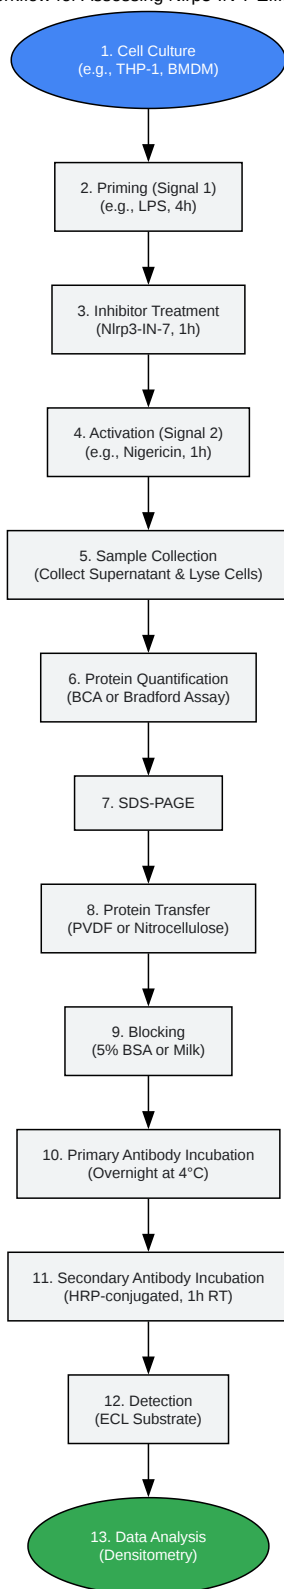 for Assessing Nlrp3-IN-7
1. Cell Culture
(e.g., THP-1, BMDM)
2. Priming (Signal 1)
(e.g., LPS, 4h)
3. Inhibitor Treatment
(Nlrp3-IN-7, 1h)
4. Activation (Signal 2)
(e.g., Nigericin, 1h)
5. Sample Collection
(Collect Supernatant & Lyse Cells)
6. Protein Quantification
(BCA or Bradford Assay)
7. SDS-PAGE
8. Protein Transfer
(PVDF or Nitrocellulose)
9. Blocking
(5% BSA or Milk)
10. Primary Antibody Incubation
(Overnight at 4°C)
11. Secondary Antibody Incubation
(HRP-conjugated, 1h RT)
12. Detection
(ECL Substrate)
13. Data Analysis
(Densitometry)